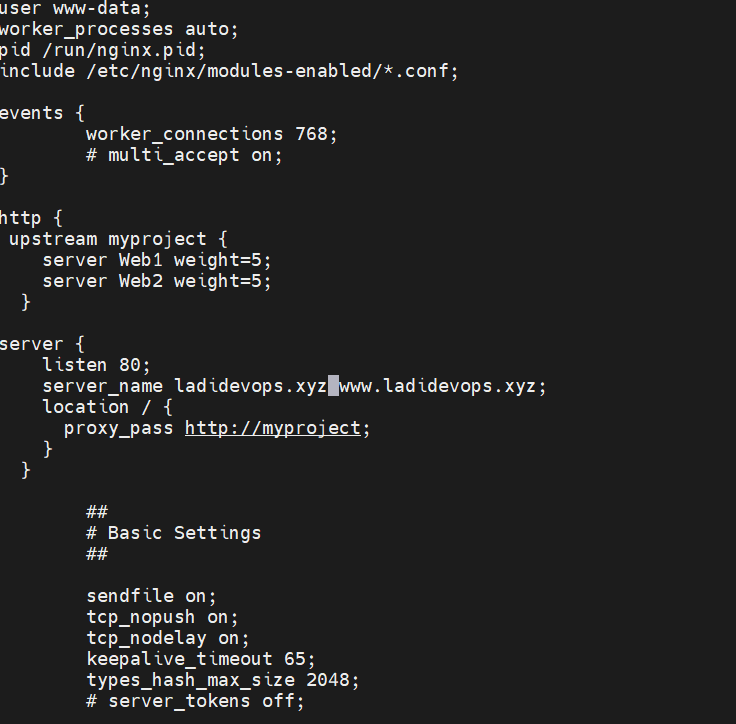 user www-data;
worker_processes auto;
pid /run/nginx.pid;
include /etc/nginx/modules-enabled/*.conf;
events {
worker_connections 768;
# multi_accept on;
}
http {
upstream myproject {
server Web1 weight=5;
server Web2 weight=5;
}
server {
listen 80;
server_name ladidevops.xyz www.ladidevops.xyz;
location / {
proxy_pass http://myproject;
}
}
##
# Basic Settings
##
sendfile on;
tcp_nopush on;
tcp_nodelay on;
keepalive_timeout 65;
types_hash_max_size 2048;
# server_tokens off;